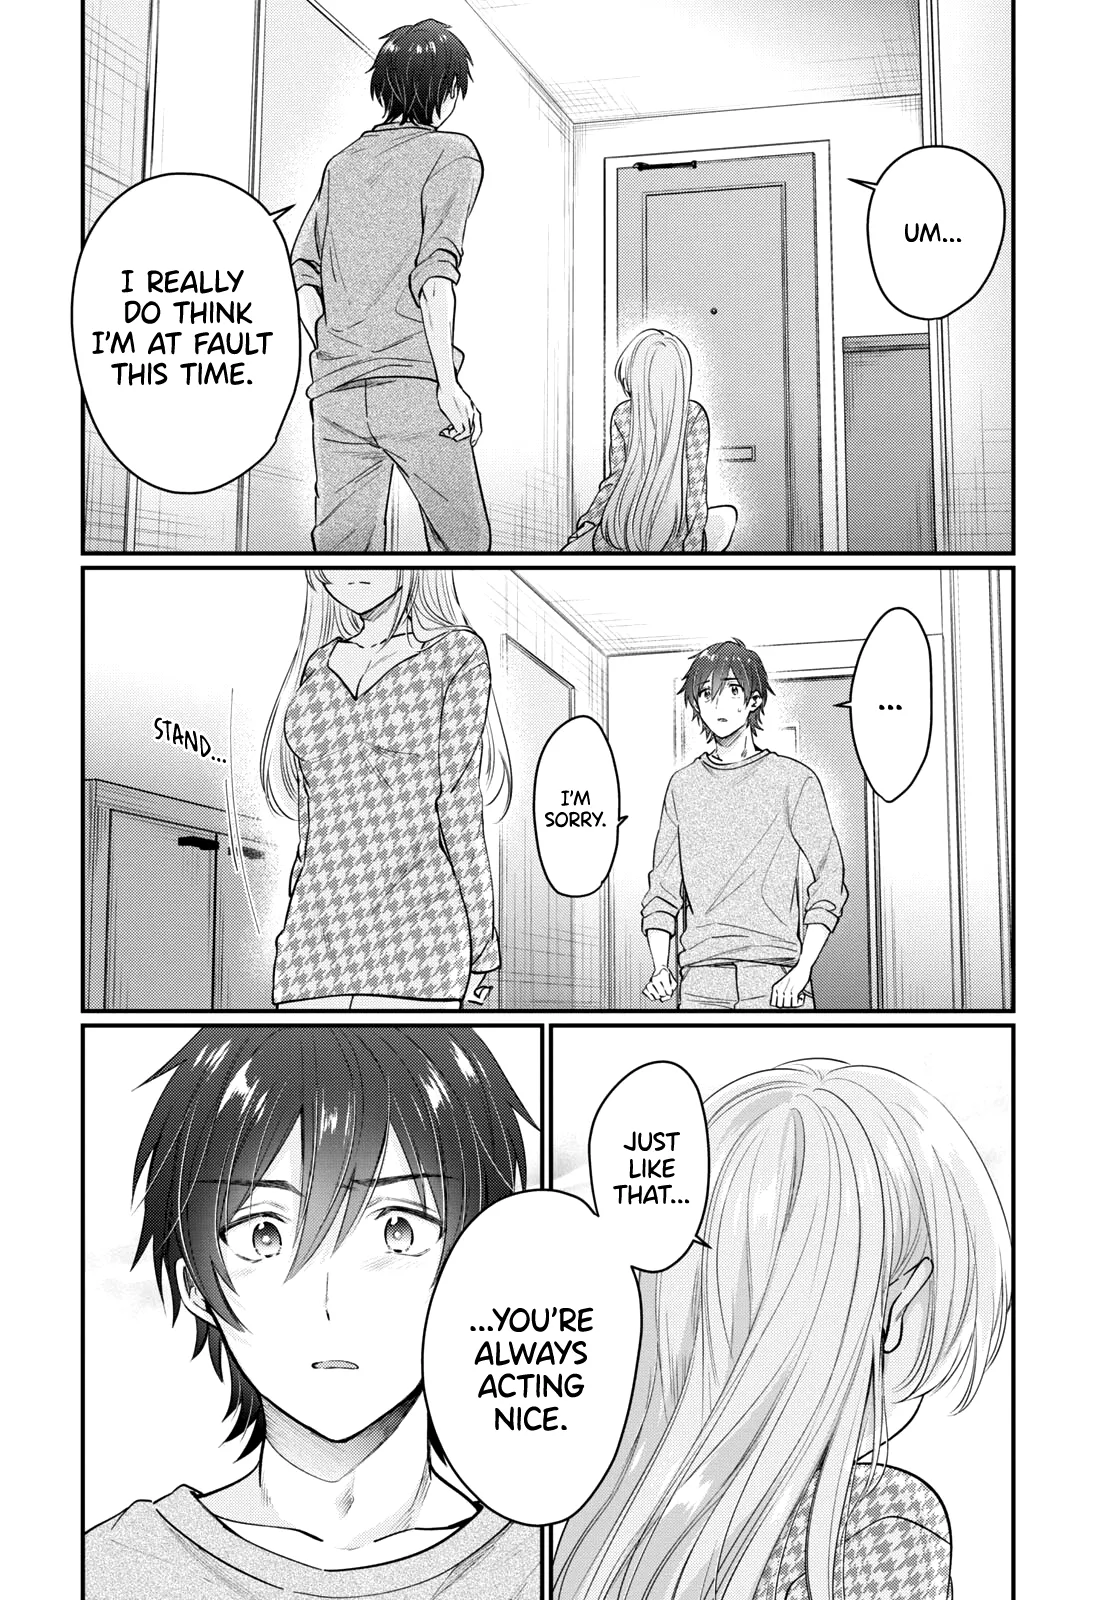 UM...
I REALLY
DO THINK
I'M AT FAULT
THIS TIME.
...
I'M
SORRY.
STAND...
JUST
LIKE
THAT...
...YOU'RE
ALWAYS
ACTING
NICE.